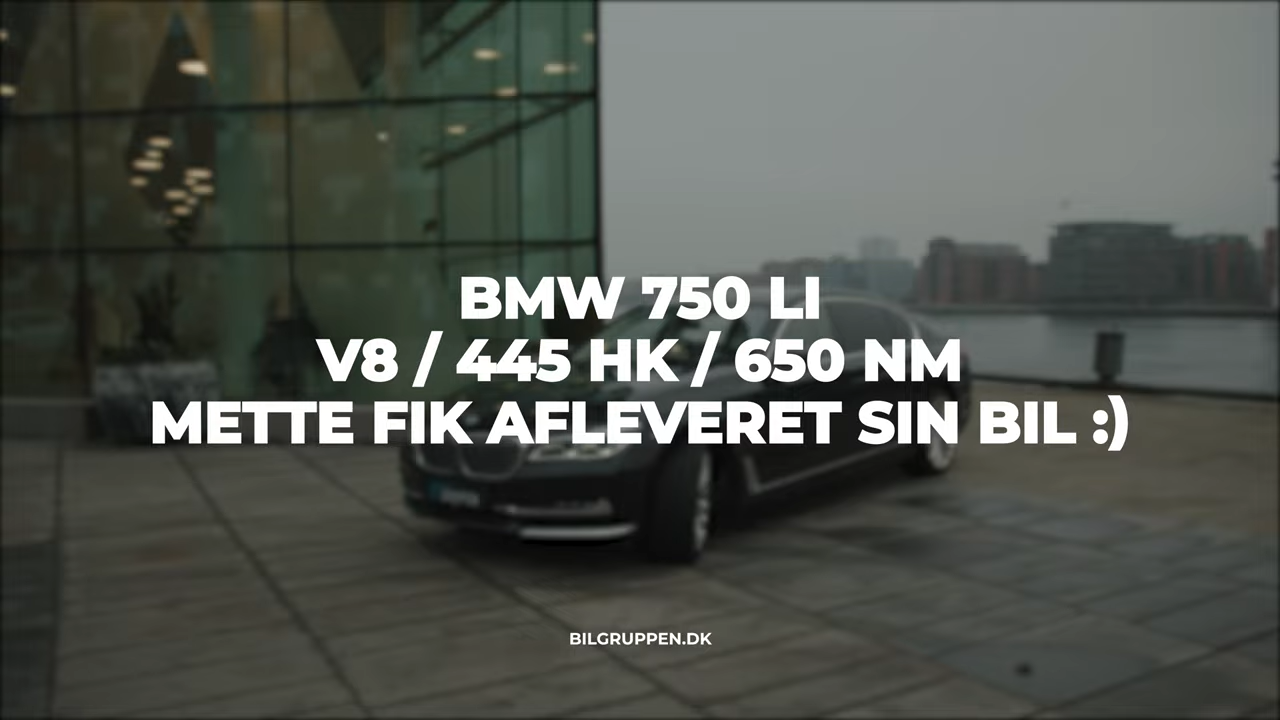 BMW 750 LI
V8 / 445 HK / 650 NM
METTE FIK AFLEVERET SIN BIL :)
BILGRUPPEN.DK